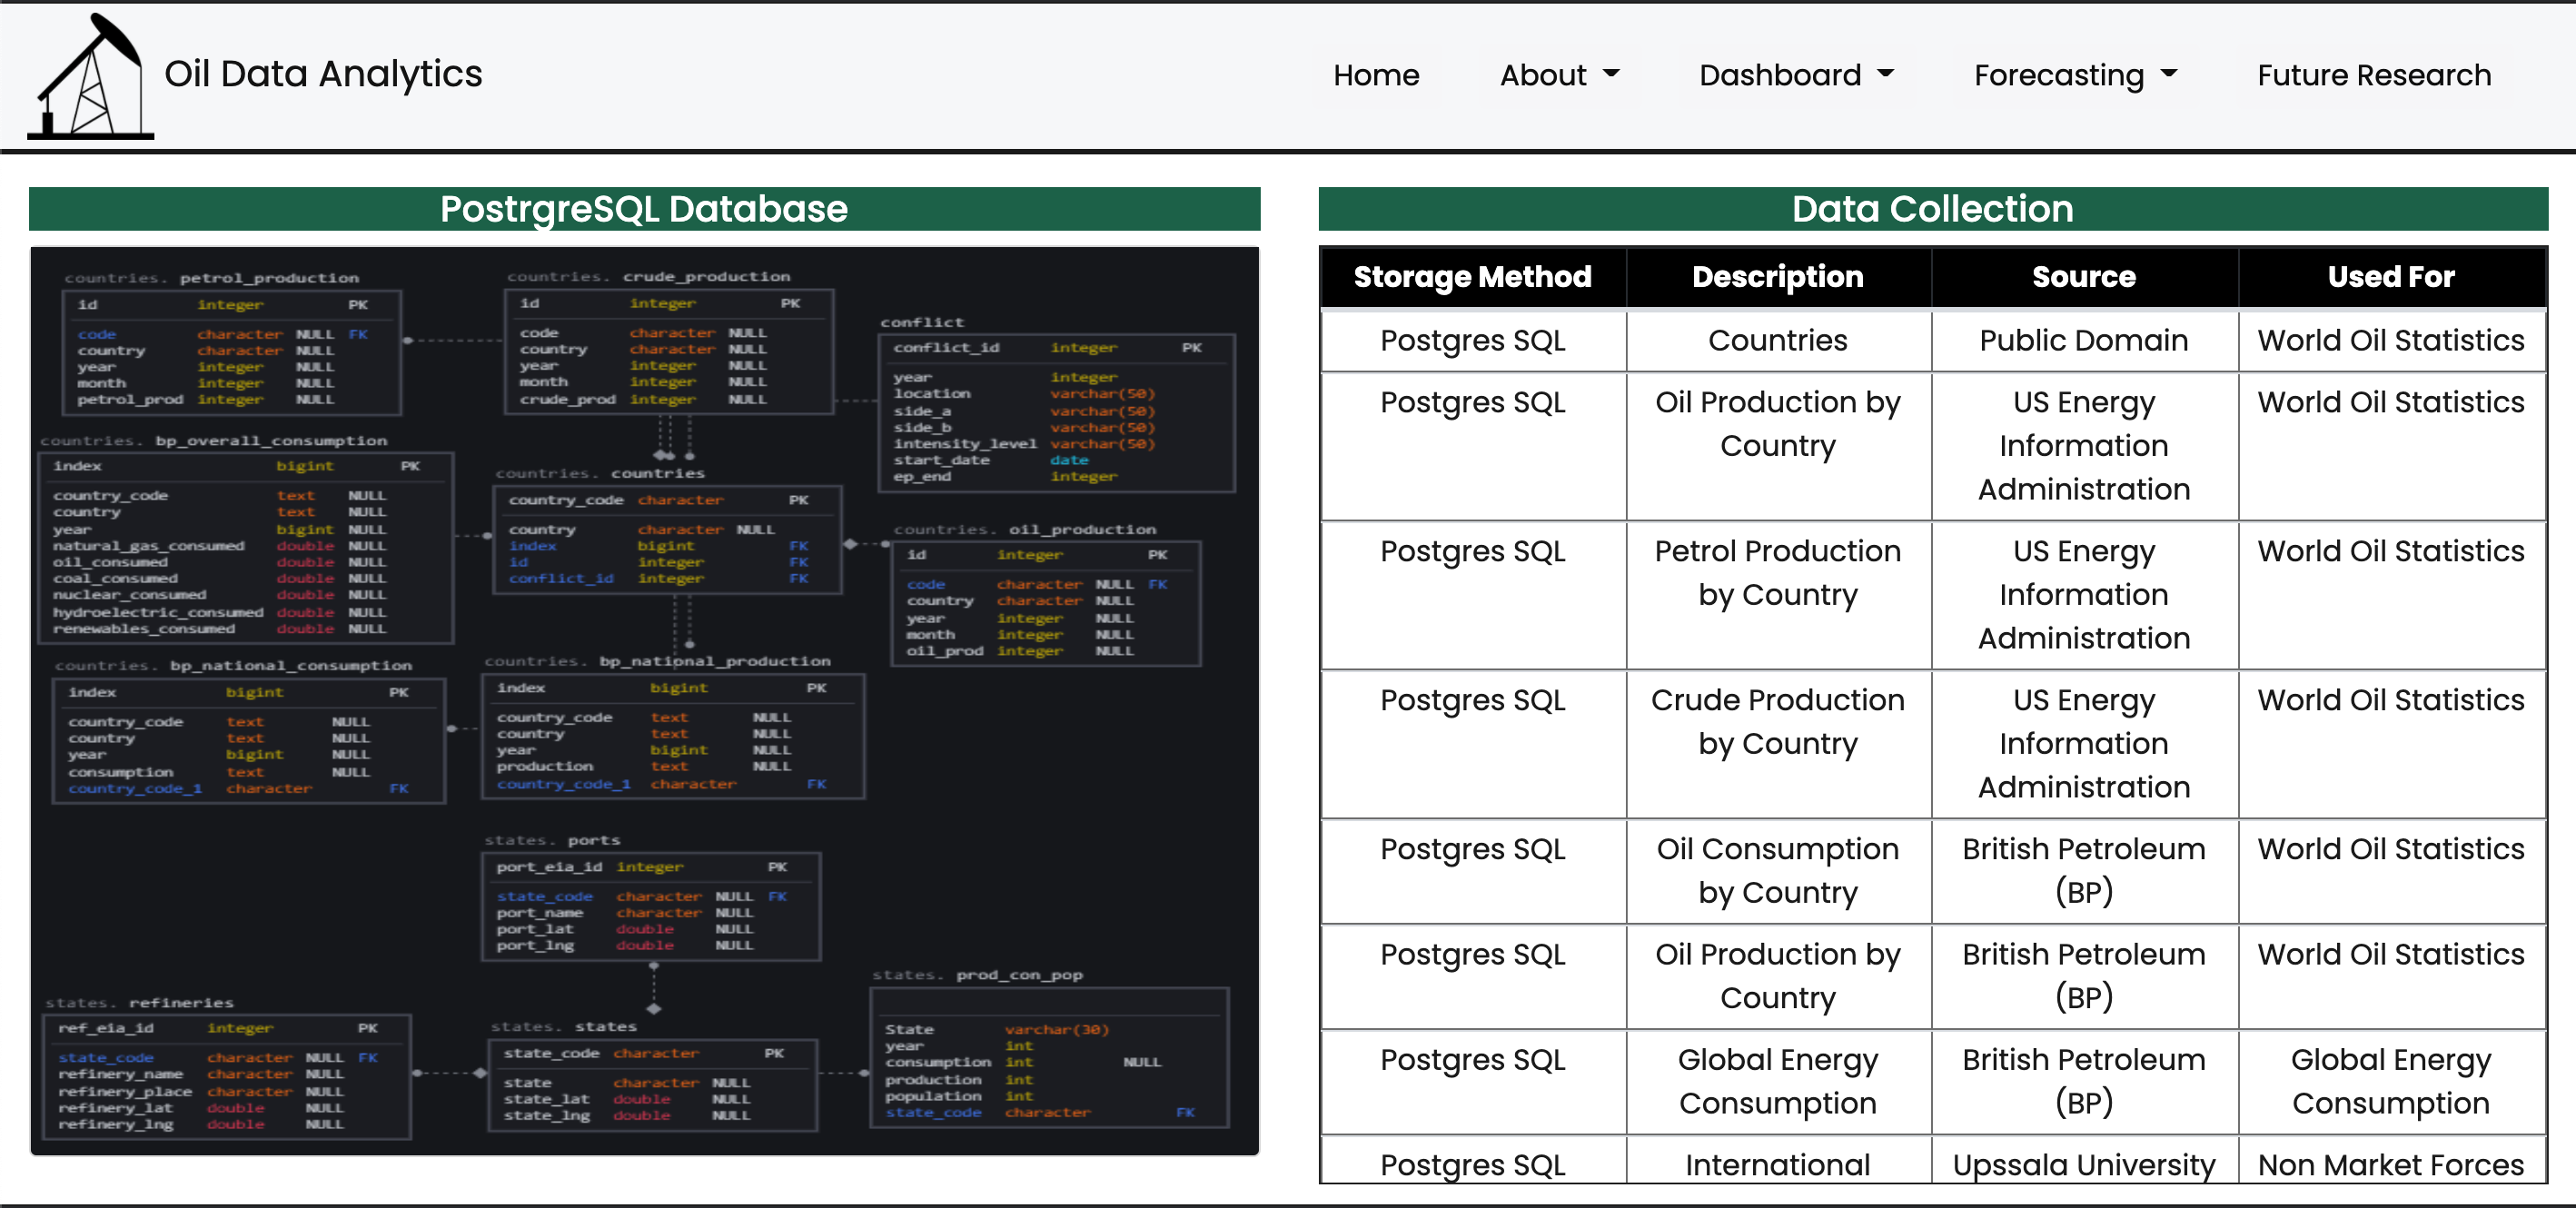 Oil Data Analytics
Home
About
Dashboard
Forecasting
Future Research
PostrgreSQL Database
countries. petrol_production
id integer PK
code character NULL FK
country character NULL
year integer NULL
month integer NULL
petrol_prod integer NULL
countries. crude_production
id integer PK
code character NULL
country character NULL
year integer NULL
month integer NULL
crude_prod integer NULL
conflict
conflict_id integer PK
year integer
location varchar(50)
side_a varchar(50)
side_b varchar(50)
intensity_level varchar(50)
start_date date
ep_end integer
countries. bp_overall_consumption
index bigint PK
country_code text NULL
country text NULL
year bigint NULL
natural_gas_consumed double NULL
oil_consumed double NULL
coal_consumed double NULL
nuclear_consumed double NULL
hydroelectric_consumed double NULL
renewables_consumed double NULL
countries. countries
country_code character PK
country character NULL
index bigint FK
id integer FK
conflict_id integer FK
countries. oil_production
id integer PK
code character NULL FK
country character NULL
year integer NULL
month integer NULL
oil_prod integer NULL
countries. bp_national_consumption
index bigint PK
country_code text NULL
country text NULL
year bigint NULL
consumption text NULL
country_code_1 character FK
countries. bp_national_production
index bigint PK
country_code text NULL
country text NULL
year bigint NULL
production text NULL
country_code_1 character FK
states. ports
port_eia_id integer PK
state_code character NULL FK
port_name character NULL
port_lat double NULL
port_lng double NULL
states. refineries
ref_eia_id integer PK
state_code character NULL FK
refinery_name character NULL
refinery_place character NULL
refinery_lat double NULL
refinery_lng double NULL
states. states
state_code character PK
state character NULL
state_lat double NULL
state_lng double NULL
states. prod_con_pop
State varchar(30)
year int
consumption int NULL
production int
population int
state_code character FK
Data Collection
Storage Method Description Source Used For
Postgres SQL Countries Public Domain World Oil Statistics
Postgres SQL Oil Production by US Energy World Oil Statistics
Country Information
Administration
Postgres SQL Petrol Production US Energy World Oil Statistics
by Country Information
Administration
Postgres SQL Crude Production US Energy World Oil Statistics
by Country Information
Administration
Postgres SQL Oil Consumption British Petroleum World Oil Statistics
by Country (BP)
Postgres SQL Oil Production by British Petroleum World Oil Statistics
Country (BP)
Postgres SQL Global Energy British Petroleum Global Energy
Consumption (BP) Consumption
Postgres SQL International Upssala University Non Market Forces